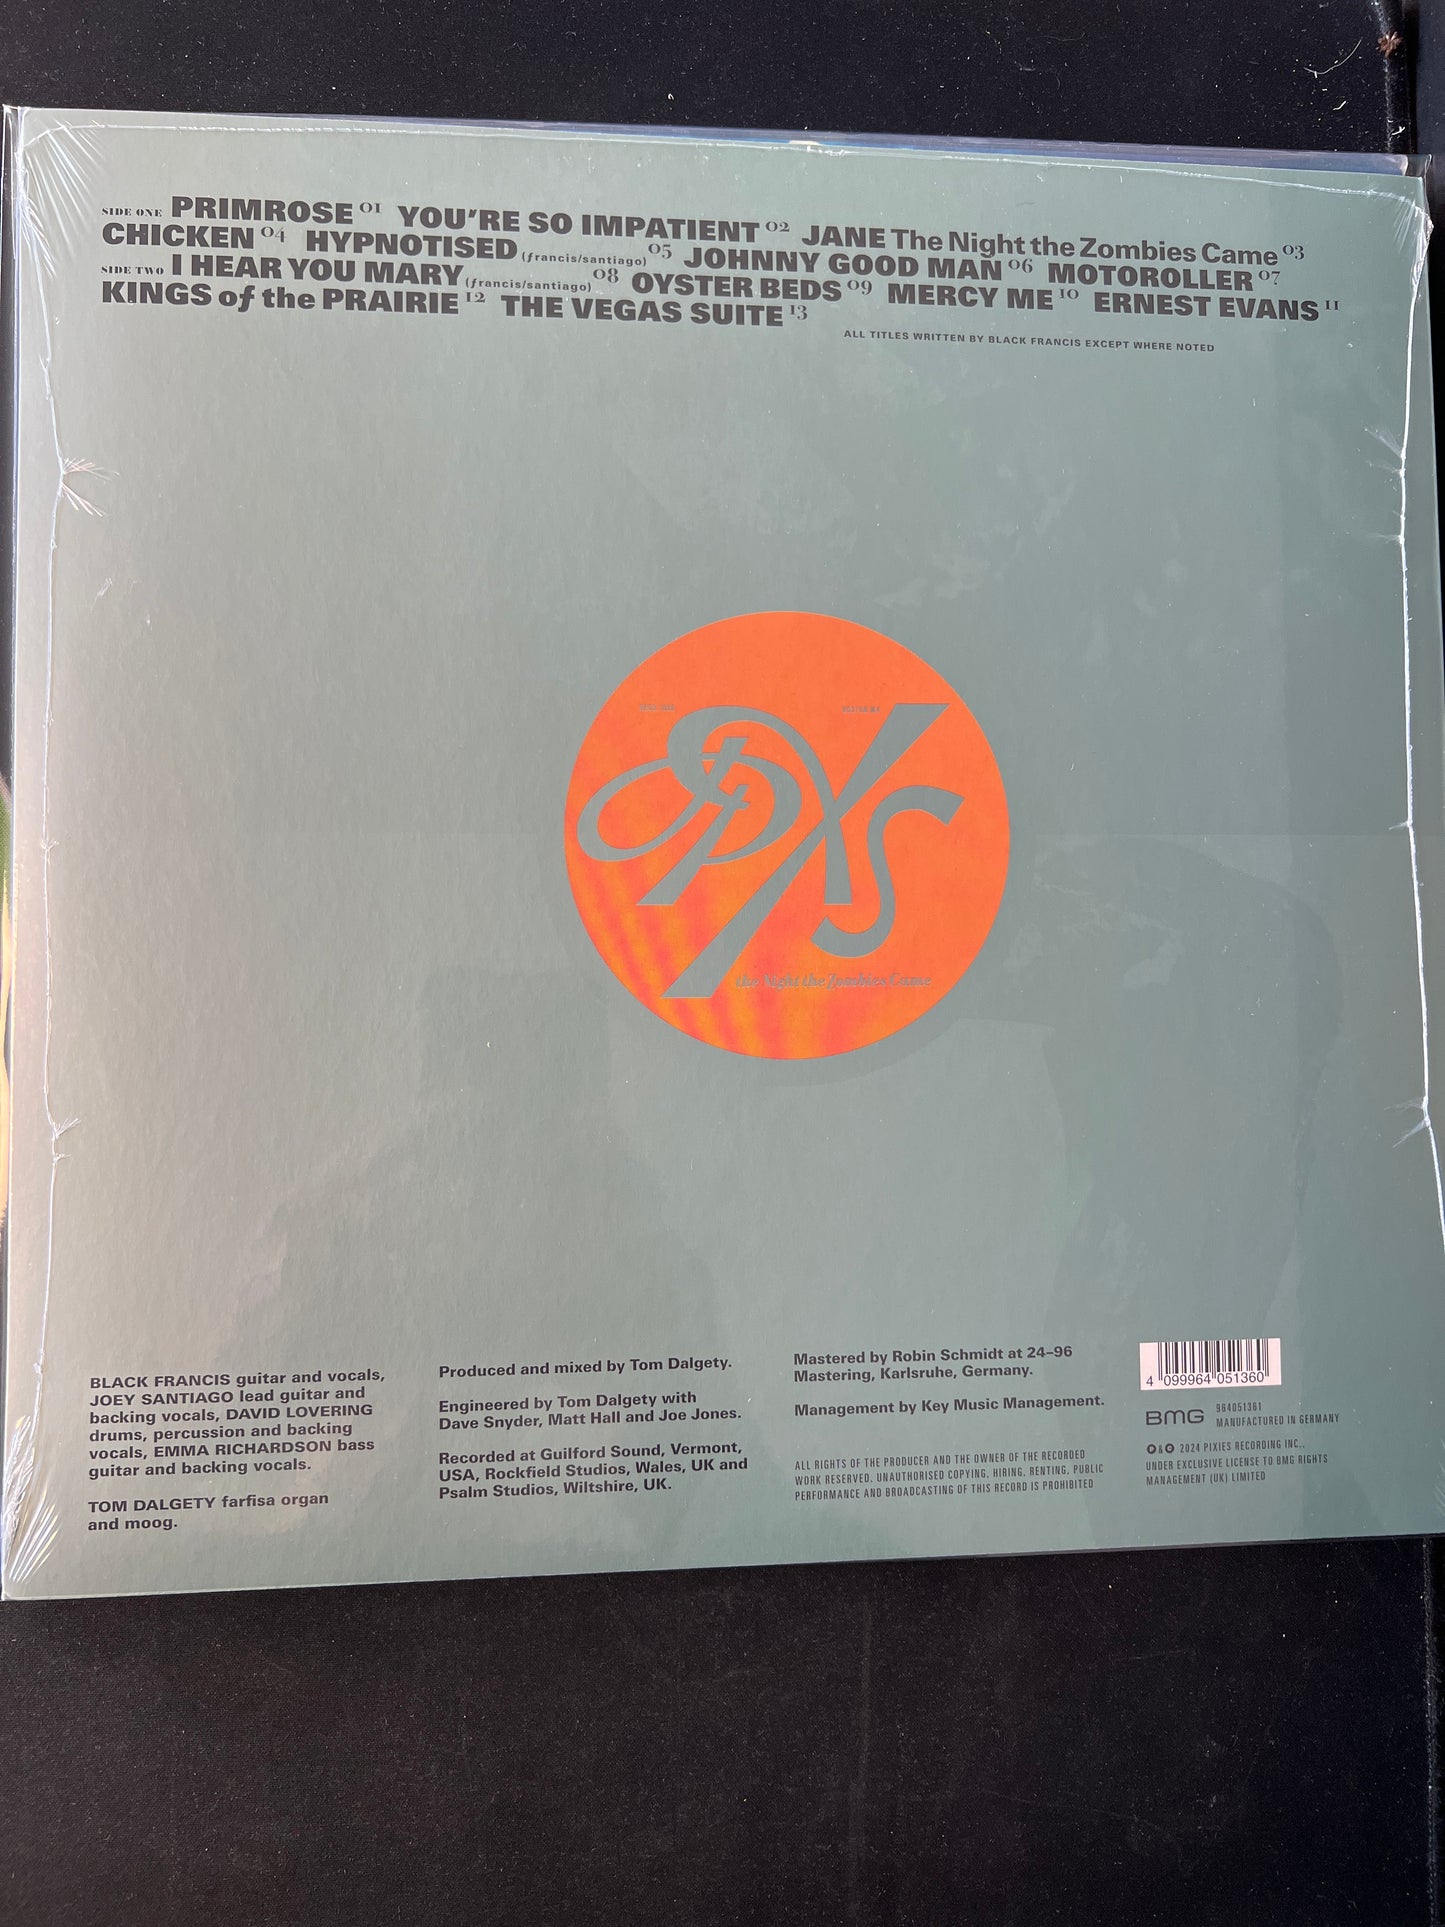 SIDE ONE PRIMROSE 01 YOU'RE SO IMPATIENT 02 JANE The Night the Zombies Came 03
CHICKEN 04 HYPNOTISED (francis/santiago) 05 JOHNNY GOOD MAN 06 MOTOROLLER 07
SIDE TWO I HEAR YOU MARY (francis/santiago) 08 OYSTER BEDS 09 MERCY ME 10 ERNEST EVANS 11
KINGS of the PRAIRIE 12 THE VEGAS SUITE 13
ALL TITLES WRITTEN BY BLACK FRANCIS EXCEPT WHERE NOTED
PXS
the Night the Zombies Came
BLACK FRANCIS guitar and vocals,
JOEY SANTIAGO lead guitar and
backing vocals, DAVID LOVERING
drums, percussion and backing
vocals, EMMA RICHARDSON bass
guitar and backing vocals.
TOM DALGETY farfisa organ
and moog.
Produced and mixed by Tom Dalgety.
Engineered by Tom Dalgety with
Dave Snyder, Matt Hall and Joe Jones.
Recorded at Guilford Sound, Vermont,
USA, Rockfield Studios, Wales, UK and
Psalm Studios, Wiltshire, UK.
Mastered by Robin Schmidt at 24–96
Mastering, Karlsruhe, Germany.
Management by Key Music Management.
ALL RIGHTS OF THE PRODUCER AND THE OWNER OF THE RECORDED
WORK RESERVED. UNAUTHORISED COPYING, HIRING, RENTING, PUBLIC
PERFORMANCE AND BROADCASTING OF THIS RECORD IS PROHIBITED
4 099964 051360
BMG 964051361
MANUFACTURED IN GERMANY
℗ & © 2024 PIXIES RECORDING INC.,
UNDER EXCLUSIVE LICENSE TO BMG RIGHTS
MANAGEMENT (UK) LIMITED